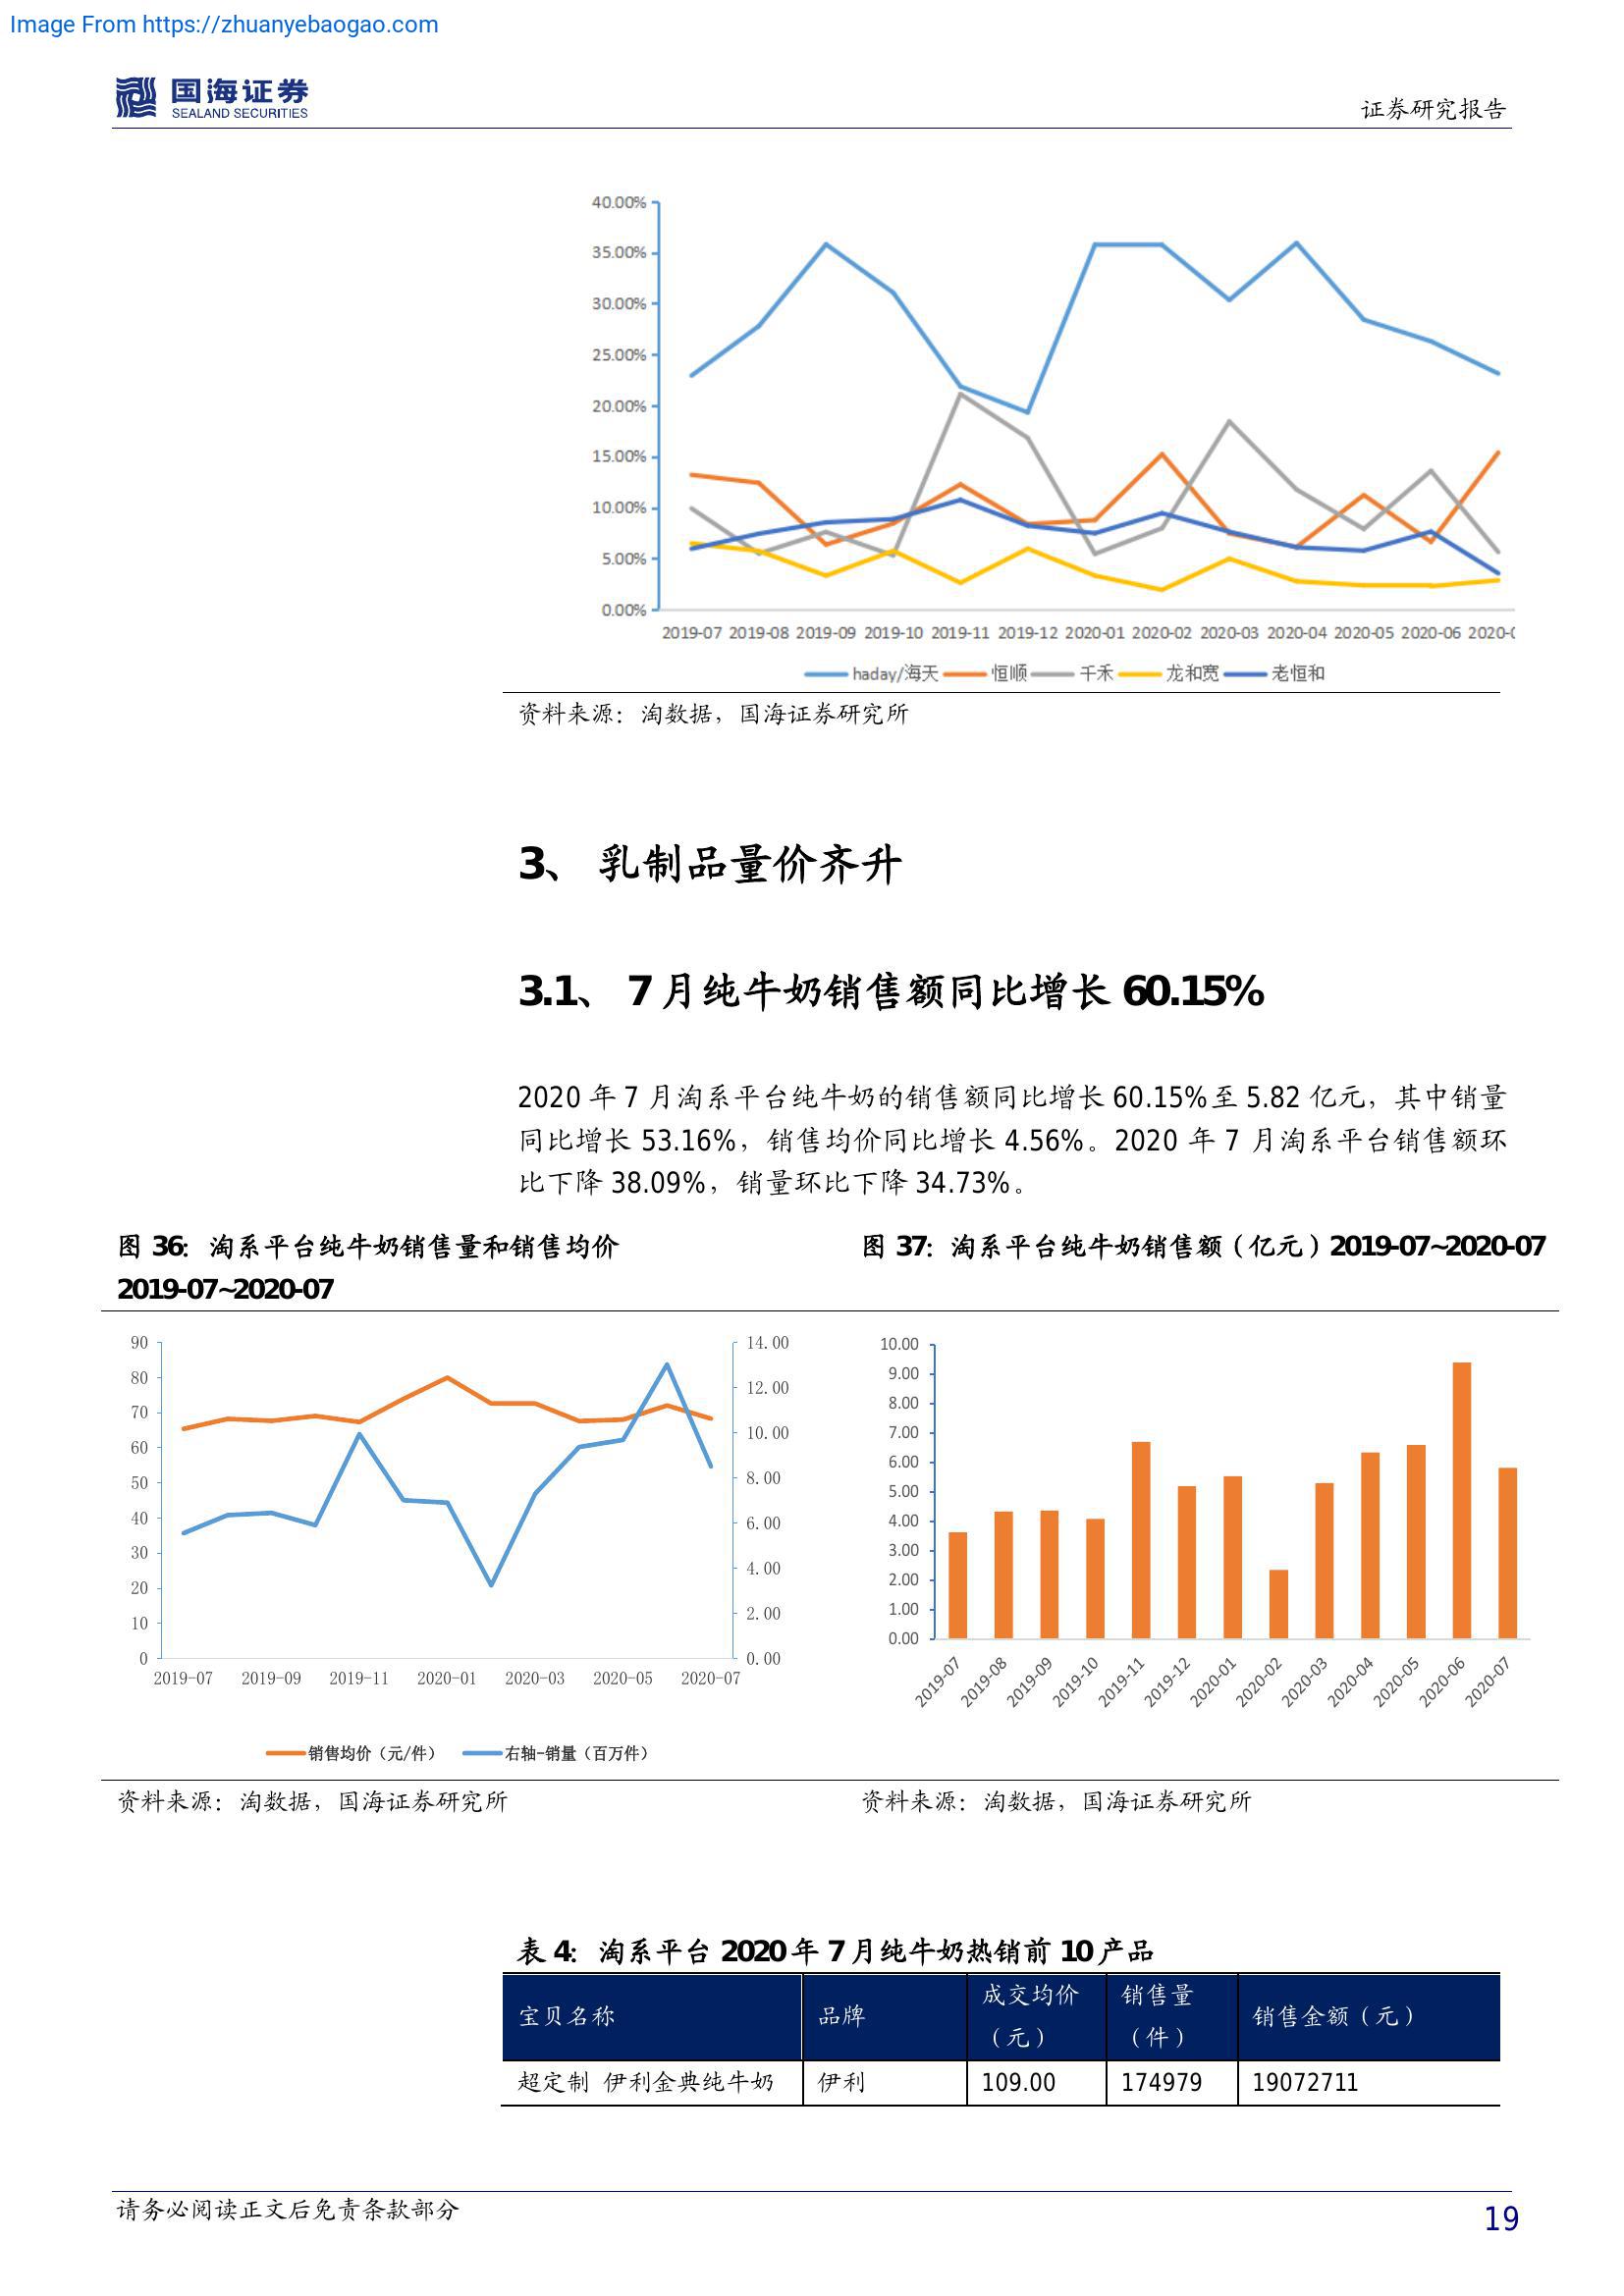 Image From https://zhuanyebaogao.com
国海证券
SEALAND SECURITIES
证券研究报告
40.00%
35.00%
30.00%
25.00%
20.00%
15.00%
10.00%
5.00%
0.00%
2019-07 2019-08 2019-09 2019-10 2019-11 2019-12 2020-01 2020-02 2020-03 2020-04 2020-05 2020-06 2020-0
haday/海天 恒顺 千禾 龙和宽 老恒和
资料来源：淘数据，国海证券研究所
3、 乳制品量价齐升
3.1、 7 月纯牛奶销售额同比增长 60.15%
2020 年 7 月淘系平台纯牛奶的销售额同比增长 60.15%至 5.82 亿元，其中销量
同比增长 53.16%，销售均价同比增长 4.56%。2020 年 7 月淘系平台销售额环
比下降 38.09%，销量环比下降 34.73%。
图 36：淘系平台纯牛奶销售量和销售均价
2019-07~2020-07
90
80
70
60
50
40
30
20
10
0
14.00
12.00
10.00
8.00
6.00
4.00
2.00
0.00
2019-07 2019-09 2019-11 2020-01 2020-03 2020-05 2020-07
销售均价（元/件） 右轴-销量（百万件）
资料来源：淘数据，国海证券研究所
图 37：淘系平台纯牛奶销售额（亿元）2019-07~2020-07
10.00
9.00
8.00
7.00
6.00
5.00
4.00
3.00
2.00
1.00
0.00
2019-07 2019-08 2019-09 2019-10 2019-11 2019-12 2020-01 2020-02 2020-03 2020-04 2020-05 2020-06 2020-07
资料来源：淘数据，国海证券研究所
表 4：淘系平台 2020 年 7 月纯牛奶热销前 10 产品
宝贝名称 品牌 成交均价（元） 销售量（件） 销售金额（元）
超定制 伊利金典纯牛奶 伊利 109.00 174979 19072711
请务必阅读正文后免责条款部分
19